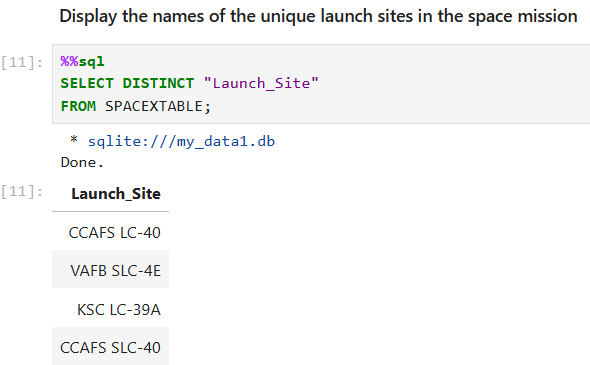 Display the names of the unique launch sites in the space mission
[11]: %%sql
SELECT DISTINCT "Launch_Site"
FROM SPACEXTABLE;
* sqlite:///my_data1.db
Done.
[11]: Launch_Site
CCAFS LC-40
VAFB SLC-4E
KSC LC-39A
CCAFS SLC-40